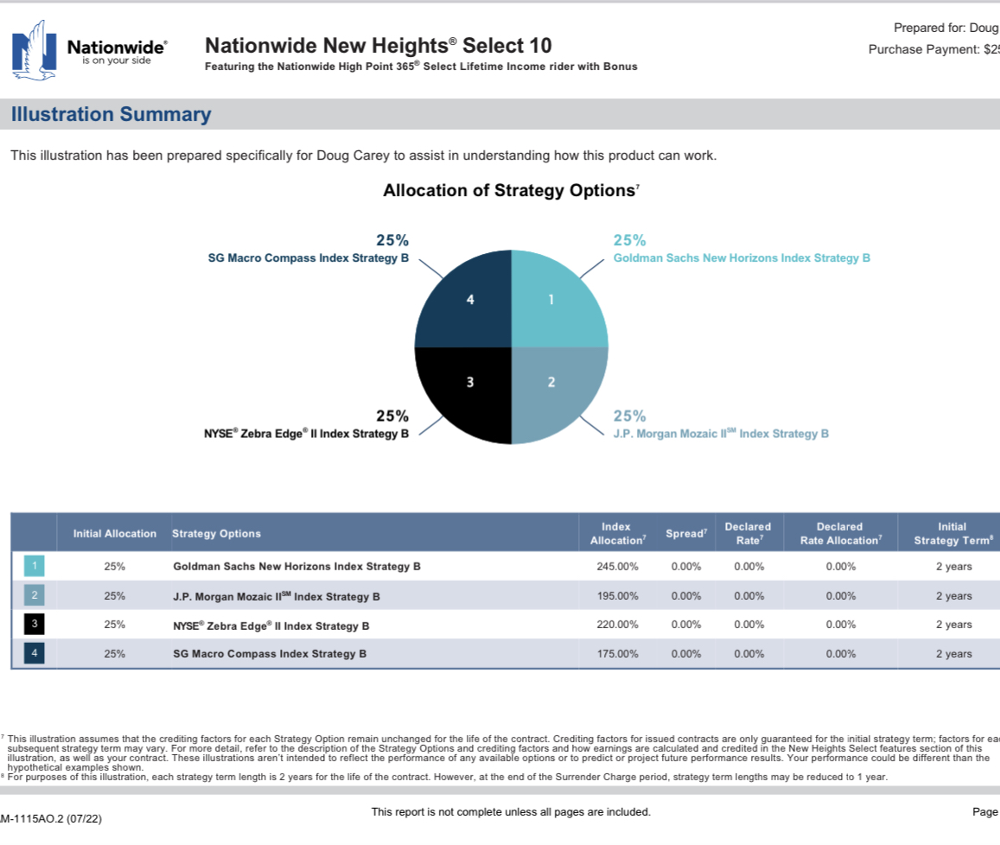 Nationwide®
is on your side
Nationwide New Heights® Select 10
Featuring the Nationwide High Point 365® Select Lifetime Income rider with Bonus
Prepared for: Doug
Purchase Payment: $25
Illustration Summary
This illustration has been prepared specifically for Doug Carey to assist in understanding how this product can work.
Allocation of Strategy Options⁷
25%
SG Macro Compass Index Strategy B
25%
Goldman Sachs New Horizons Index Strategy B
4
1
3
2
25%
NYSE® Zebra Edge® II Index Strategy B
25%
J.P. Morgan Mozaic II℠ Index Strategy B
Initial Allocation Strategy Options Index Allocation⁷ Spread⁷ Declared Rate⁷ Declared Rate Allocation⁷ Initial Strategy Term⁸
1 25% Goldman Sachs New Horizons Index Strategy B 245.00% 0.00% 0.00% 0.00% 2 years
2 25% J.P. Morgan Mozaic II℠ Index Strategy B 195.00% 0.00% 0.00% 0.00% 2 years
3 25% NYSE® Zebra Edge® II Index Strategy B 220.00% 0.00% 0.00% 0.00% 2 years
4 25% SG Macro Compass Index Strategy B 175.00% 0.00% 0.00% 0.00% 2 years
⁷ This illustration assumes that the crediting factors for each Strategy Option remain unchanged for the life of the contract. Crediting factors for issued contracts are only guaranteed for the initial strategy term; factors for eac
subsequent strategy term may vary. For more detail, refer to the description of the Strategy Options and crediting factors and how earnings are calculated and credited in the New Heights Select features section of this
illustration, as well as your contract. These illustrations aren't intended to reflect the performance of any available options or to predict or project future performance results. Your performance could be different than the
hypothetical examples shown.
⁸ For purposes of this illustration, each strategy term length is 2 years for the life of the contract. However, at the end of the Surrender Charge period, strategy term lengths may be reduced to 1 year.
M-1115AO.2 (07/22)
This report is not complete unless all pages are included.
Page